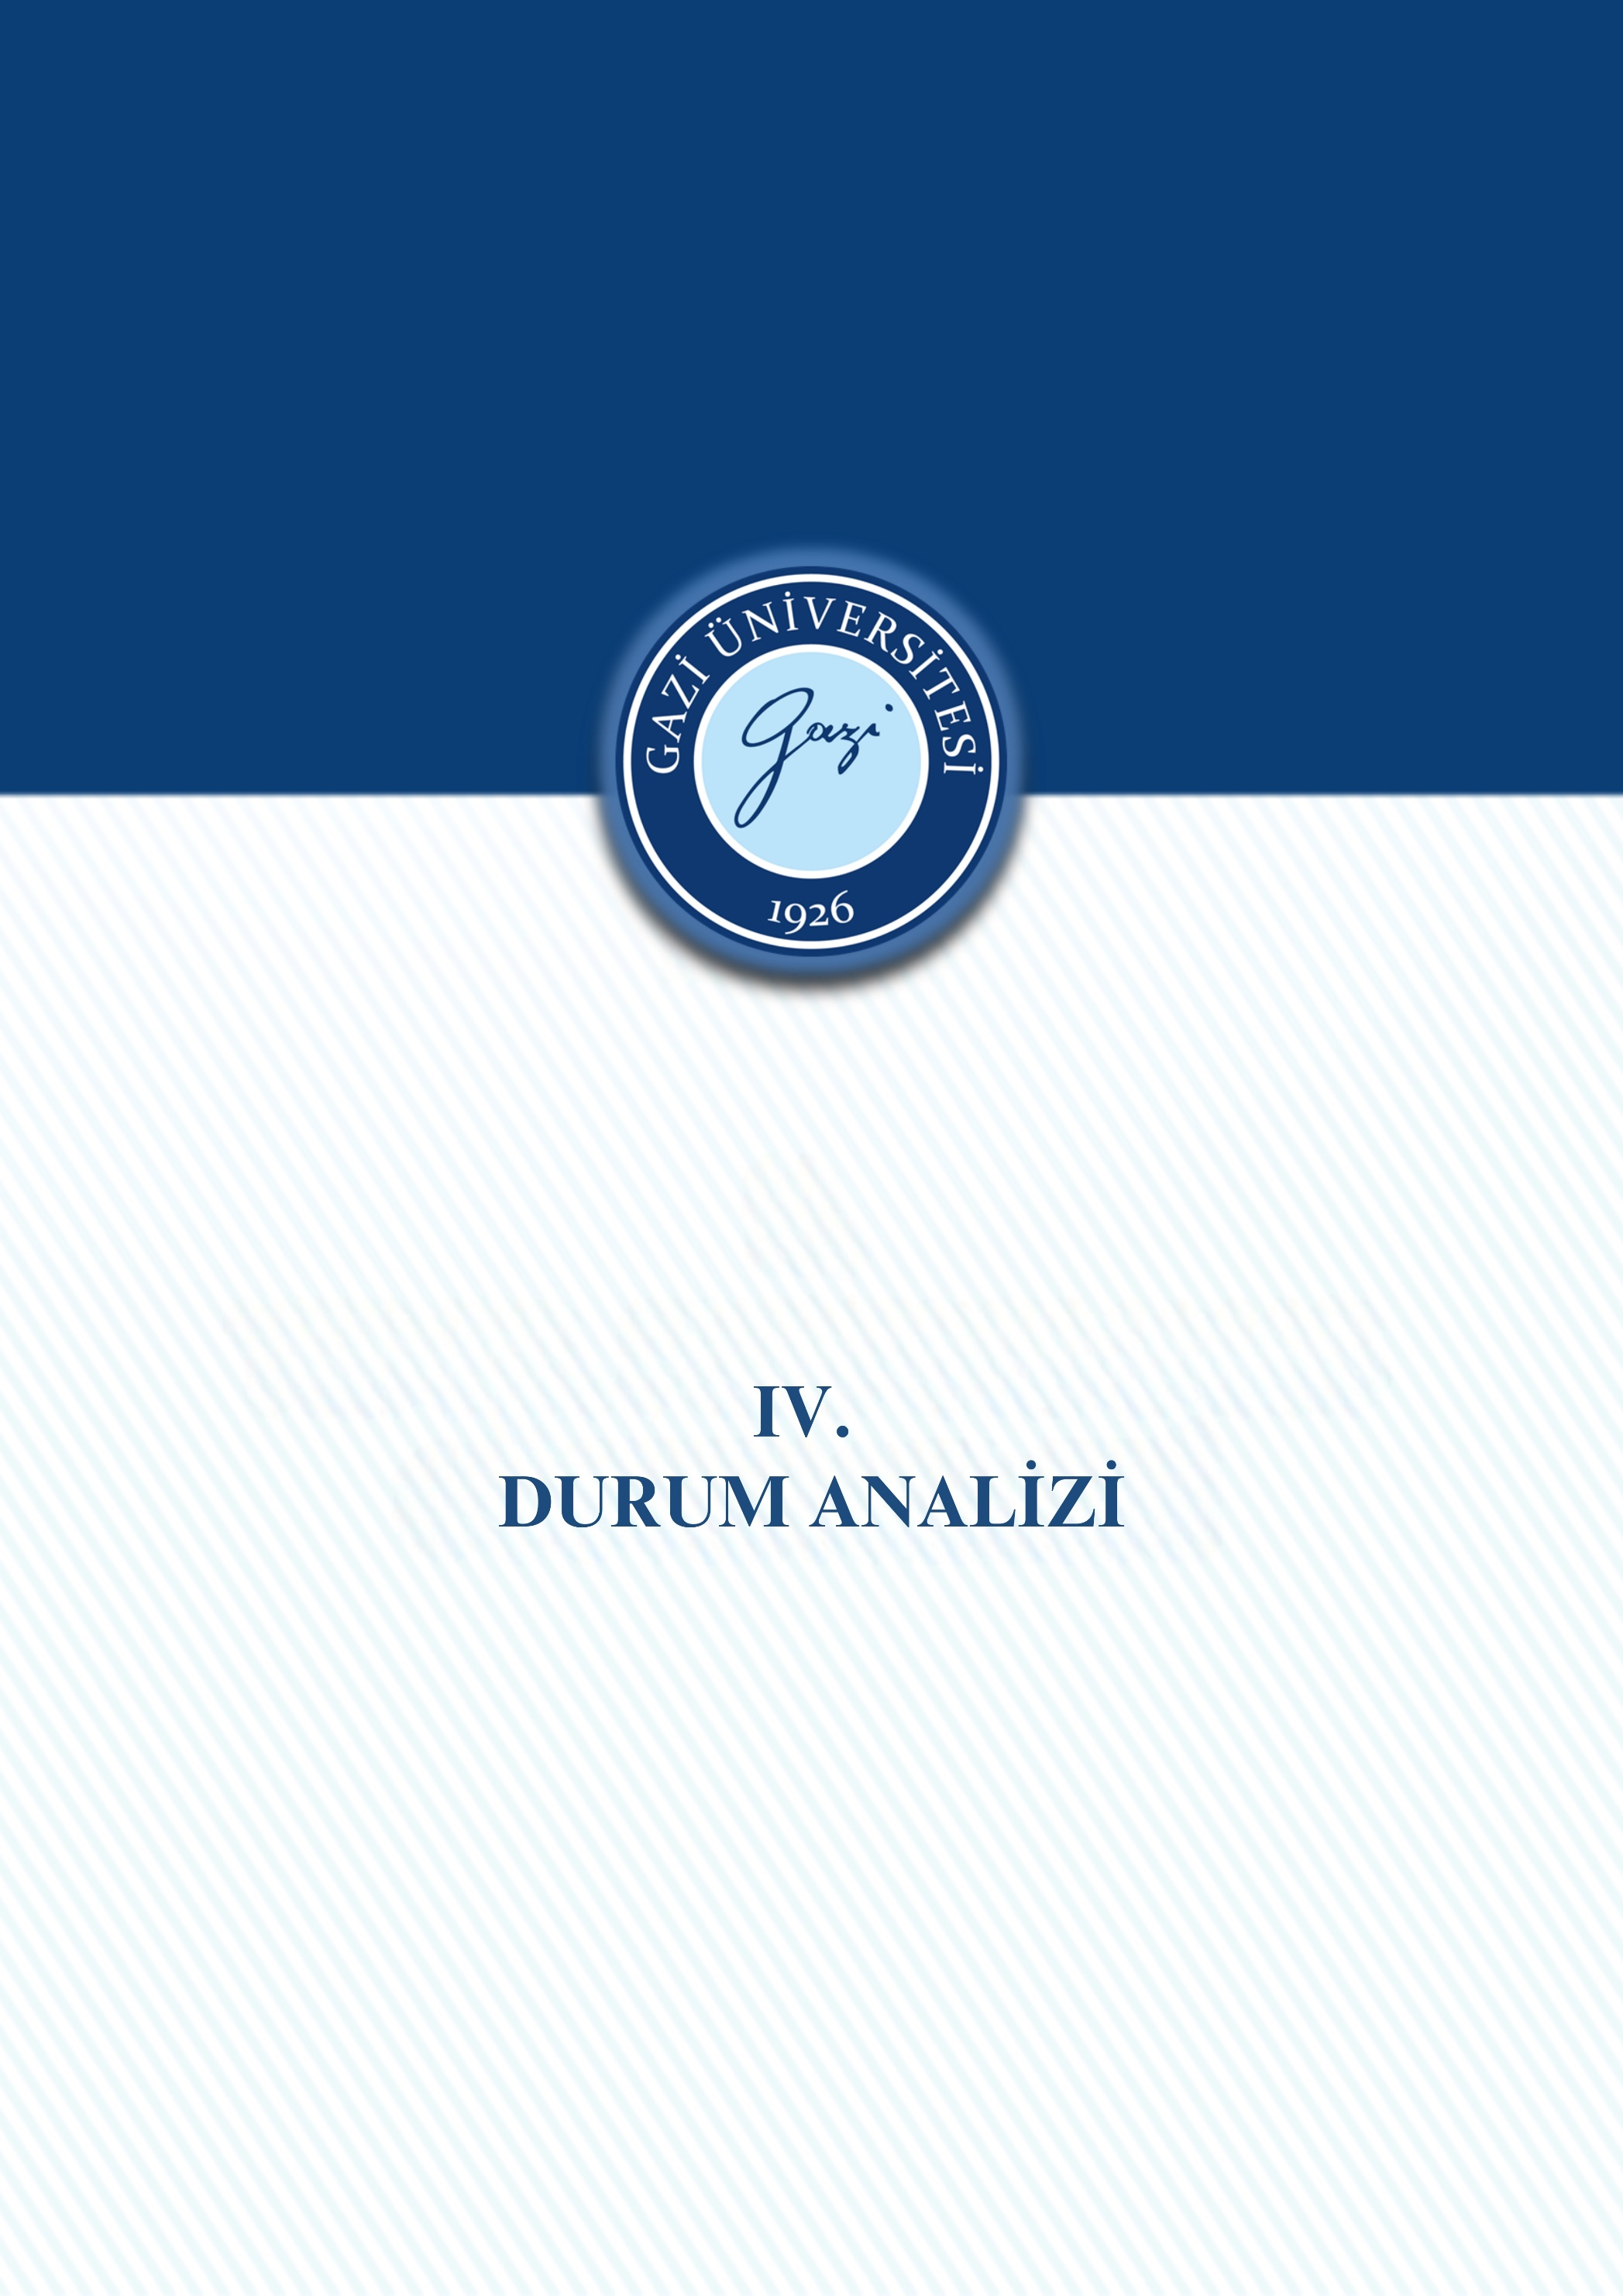 GAZİ ÜNİVERSİTESİ
gazi
1926
IV.
DURUM ANALİZİ